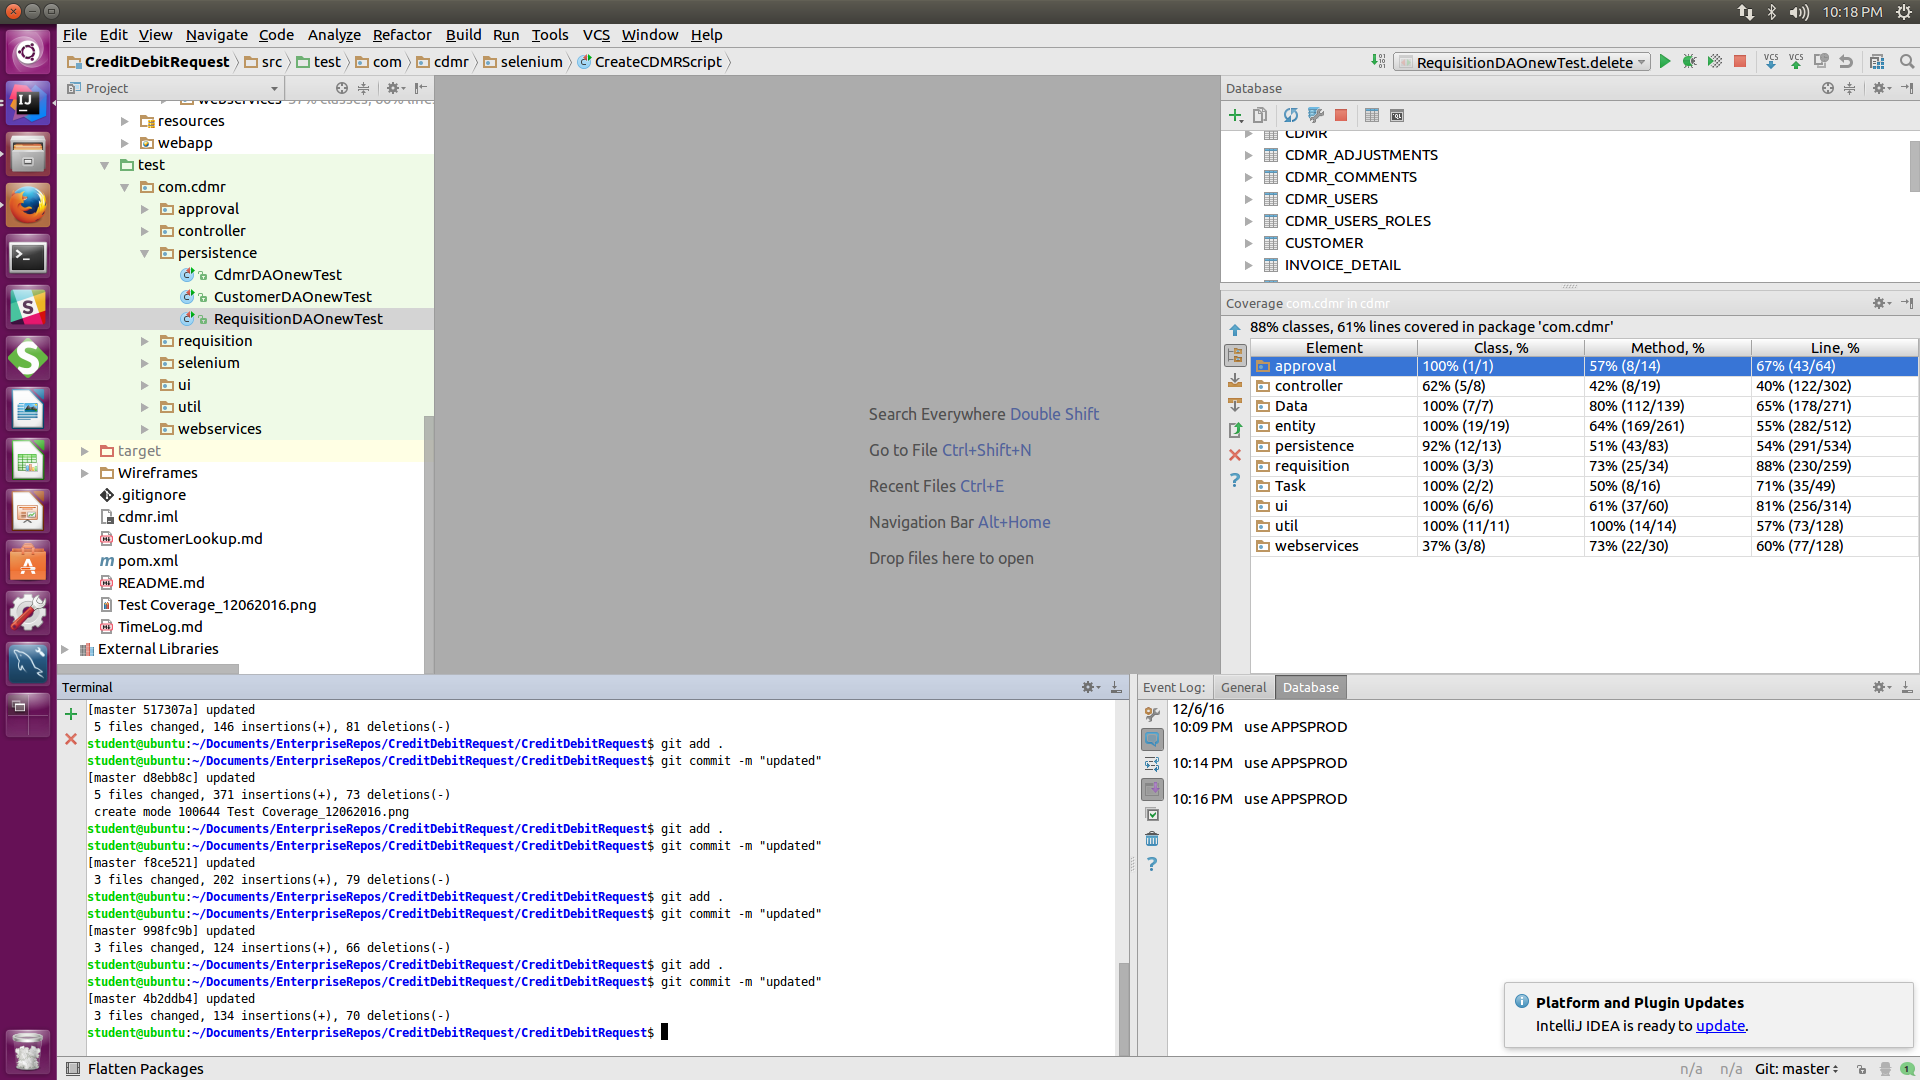 10:18 PM
File Edit View Navigate Code Analyze Refactor Build Run Tools VCS Window Help
CreditDebitRequest src test com cdmr selenium CreateCDMRScript
RequisitionDAOnewTest.delete
VCS VCS
Project
resources
webapp
test
com.cdmr
approval
controller
persistence
CdmrDAOnewTest
CustomerDAOnewTest
RequisitionDAOnewTest
requisition
selenium
ui
util
webservices
target
Wireframes
.gitignore
cdmr.iml
CustomerLookup.md
pom.xml
README.md
Test Coverage_12062016.png
TimeLog.md
External Libraries
Search Everywhere Double Shift
Go to File Ctrl+Shift+N
Recent Files Ctrl+E
Navigation Bar Alt+Home
Drop files here to open
Database
CDMR
CDMR_ADJUSTMENTS
CDMR_COMMENTS
CDMR_USERS
CDMR_USERS_ROLES
CUSTOMER
INVOICE_DETAIL
Coverage com.cdmr in cdmr
88% classes, 61% lines covered in package 'com.cdmr'
Element Class, % Method, % Line, %
approval 100% (1/1) 57% (8/14) 67% (43/64)
controller 62% (5/8) 42% (8/19) 40% (122/302)
Data 100% (7/7) 80% (112/139) 65% (178/271)
entity 100% (19/19) 64% (169/261) 55% (282/512)
persistence 92% (12/13) 51% (43/83) 54% (291/534)
requisition 100% (3/3) 73% (25/34) 88% (230/259)
Task 100% (2/2) 50% (8/16) 71% (35/49)
ui 100% (6/6) 61% (37/60) 81% (256/314)
util 100% (11/11) 100% (14/14) 57% (73/128)
webservices 37% (3/8) 73% (22/30) 60% (77/128)
Terminal
[master 517307a] updated
5 files changed, 146 insertions(+), 81 deletions(-)
student@ubuntu:~/Documents/EnterpriseRepos/CreditDebitRequest/CreditDebitRequest$ git add .
student@ubuntu:~/Documents/EnterpriseRepos/CreditDebitRequest/CreditDebitRequest$ git commit -m "updated"
[master d8ebb8c] updated
5 files changed, 371 insertions(+), 73 deletions(-)
create mode 100644 Test Coverage_12062016.png
student@ubuntu:~/Documents/EnterpriseRepos/CreditDebitRequest/CreditDebitRequest$ git add .
student@ubuntu:~/Documents/EnterpriseRepos/CreditDebitRequest/CreditDebitRequest$ git commit -m "updated"
[master f8ce521] updated
3 files changed, 202 insertions(+), 79 deletions(-)
student@ubuntu:~/Documents/EnterpriseRepos/CreditDebitRequest/CreditDebitRequest$ git add .
student@ubuntu:~/Documents/EnterpriseRepos/CreditDebitRequest/CreditDebitRequest$ git commit -m "updated"
[master 998fc9b] updated
3 files changed, 124 insertions(+), 66 deletions(-)
student@ubuntu:~/Documents/EnterpriseRepos/CreditDebitRequest/CreditDebitRequest$ git add .
student@ubuntu:~/Documents/EnterpriseRepos/CreditDebitRequest/CreditDebitRequest$ git commit -m "updated"
[master 4b2ddb4] updated
3 files changed, 134 insertions(+), 70 deletions(-)
student@ubuntu:~/Documents/EnterpriseRepos/CreditDebitRequest/CreditDebitRequest$
Event Log: General Database
12/6/16
10:09 PM use APPSPROD
10:14 PM use APPSPROD
10:16 PM use APPSPROD
Platform and Plugin Updates
IntelliJ IDEA is ready to update.
Flatten Packages
n/a n/a Git: master 1